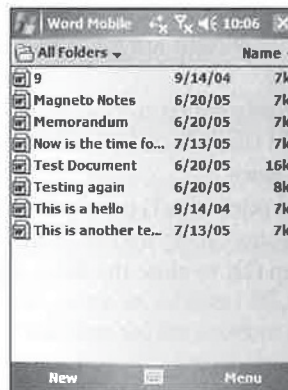 Word Mobile 10:06
All Folders Name
9 9/14/04 7k
Magneto Notes 6/20/05 7k
Memorandum 6/20/05 7k
Now is the time fo... 7/13/05 7k
Test Document 6/20/05 16k
Testing again 6/20/05 8k
This is a hello 9/14/04 7k
This is another te... 7/13/05 7k
New Menu